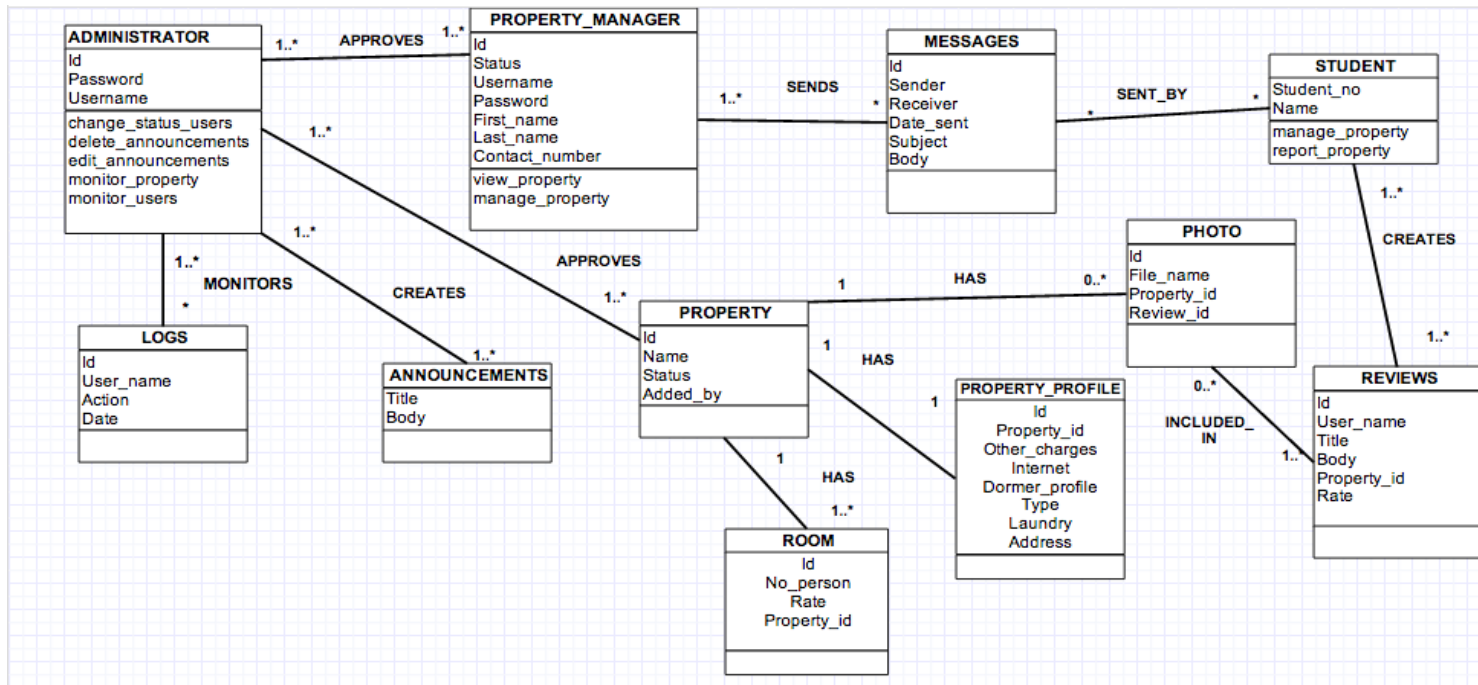 ADMINISTRATOR
Id
Password
Username
change_status_users
delete_announcements
edit_announcements
monitor_property
monitor_users
1..*
APPROVES
1..*
PROPERTY_MANAGER
Id
Status
Username
Password
First_name
Last_name
Contact_number
view_property
manage_property
1..*
SENDS
*
MESSAGES
Id
Sender
Receiver
Date_sent
Subject
Body
*
SENT_BY
*
STUDENT
Student_no
Name
manage_property
report_property
1..*
CREATES
1..*
1..*
APPROVES
1..*
1..*
MONITORS
*
LOGS
Id
User_name
Action
Date
1..*
CREATES
1..*
ANNOUNCEMENTS
Title
Body
PROPERTY
Id
Name
Status
Added_by
1
HAS
0..*
PHOTO
Id
File_name
Property_id
Review_id
1
HAS
1
PROPERTY_PROFILE
Id
Property_id
Other_charges
Internet
Dormer_profile
Type
Laundry
Address
0..*
INCLUDED_
IN
1..*
REVIEWS
Id
User_name
Title
Body
Property_id
Rate
1
HAS
1..*
ROOM
Id
No_person
Rate
Property_id